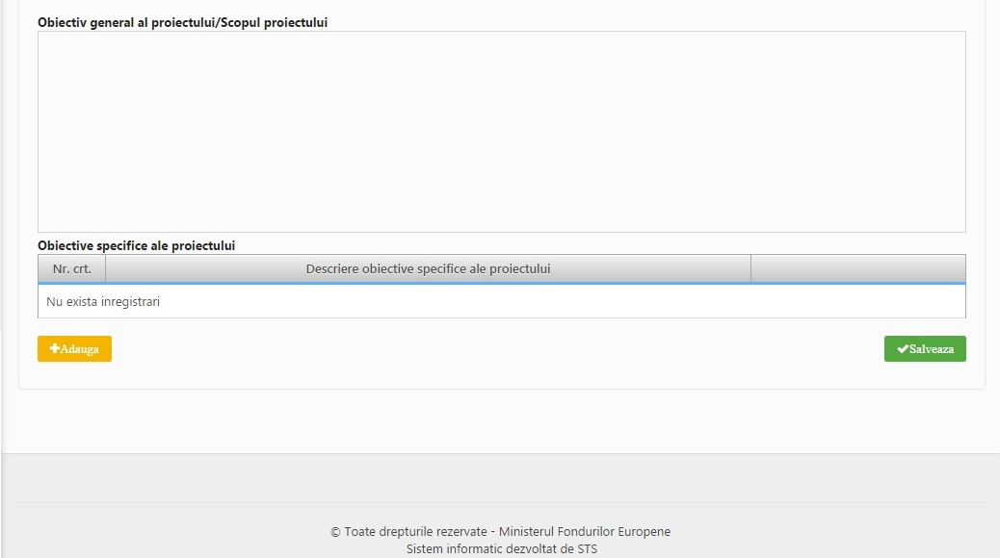 Obiectiv general al proiectului/Scopul proiectului
Obiective specifice ale proiectului
Nr. crt. Descriere obiective specifice ale proiectului
Nu exista inregistrari
Adauga Salveaza
© Toate drepturile rezervate - Ministerul Fondurilor Europene
Sistem informatic dezvoltat de STS